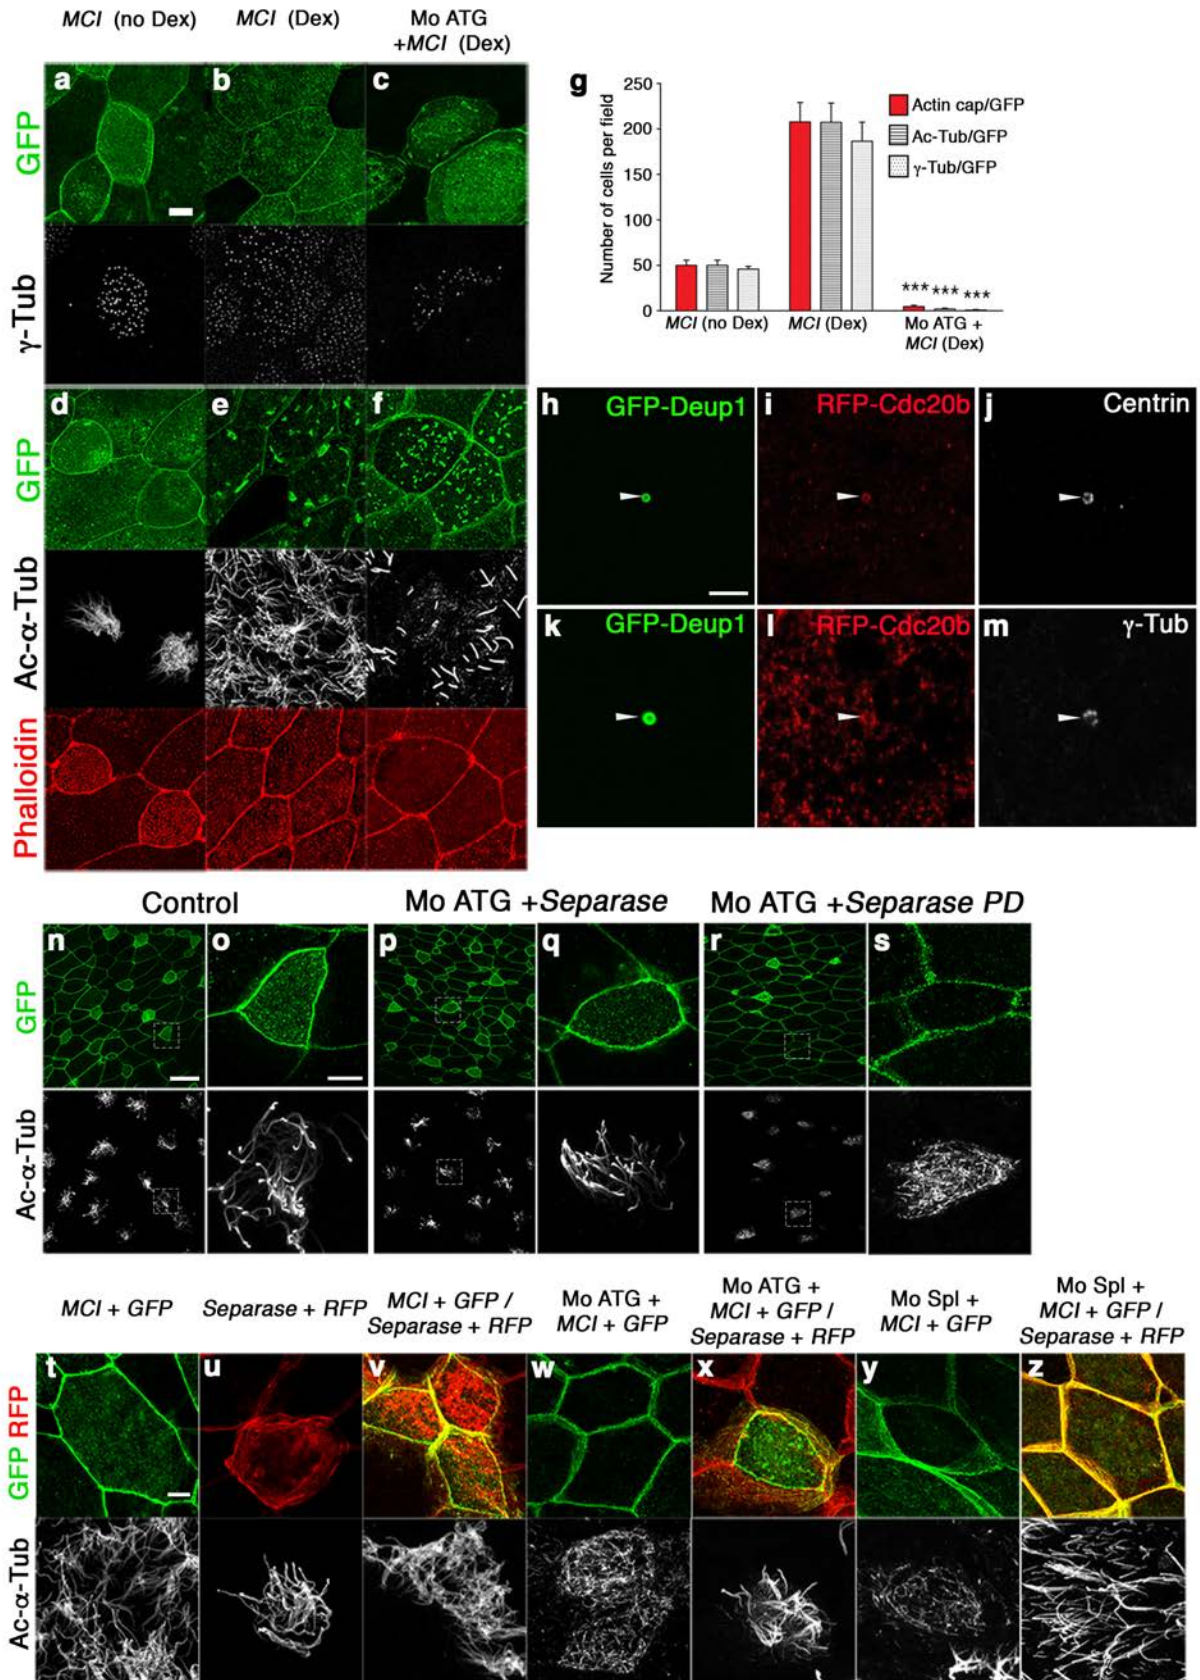 MCI (no Dex)
MCI (Dex)
Mo ATG
+MCI (Dex)
a
b
c
GFP
γ-Tub
d
e
f
GFP
Ac-α-Tub
Phalloidin
g
Number of cells per field
250
200
150
100
50
0
Actin cap/GFP
Ac-Tub/GFP
γ-Tub/GFP
*** *** ***
MCI (no Dex)
MCI (Dex)
Mo ATG +
MCI (Dex)
h GFP-Deup1
i RFP-Cdc20b
j Centrin
k GFP-Deup1
l RFP-Cdc20b
m γ-Tub
Control
Mo ATG +Separase
Mo ATG +Separase PD
n
o
p
q
r
s
GFP
Ac-α-Tub
MCI + GFP
Separase + RFP
MCI + GFP /
Separase + RFP
Mo ATG +
MCI + GFP
Mo ATG +
MCI + GFP /
Separase + RFP
Mo Spl +
MCI + GFP
Mo Spl +
MCI + GFP /
Separase + RFP
t
u
v
w
x
y
z
GFP RFP
Ac-α-Tub